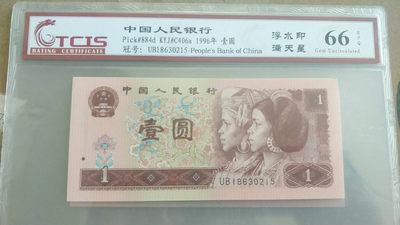 TCIS
RATING CERTIFICATE
中国人民银行
Pick#884d KYJ#C406a 1996年 壹圆
冠号: UB18630215-People's Bank of China
浮水印
满天星
66 EPQ
Gem Uncirculated
中国人民银行
1
壹圆
UB18630215
1
1